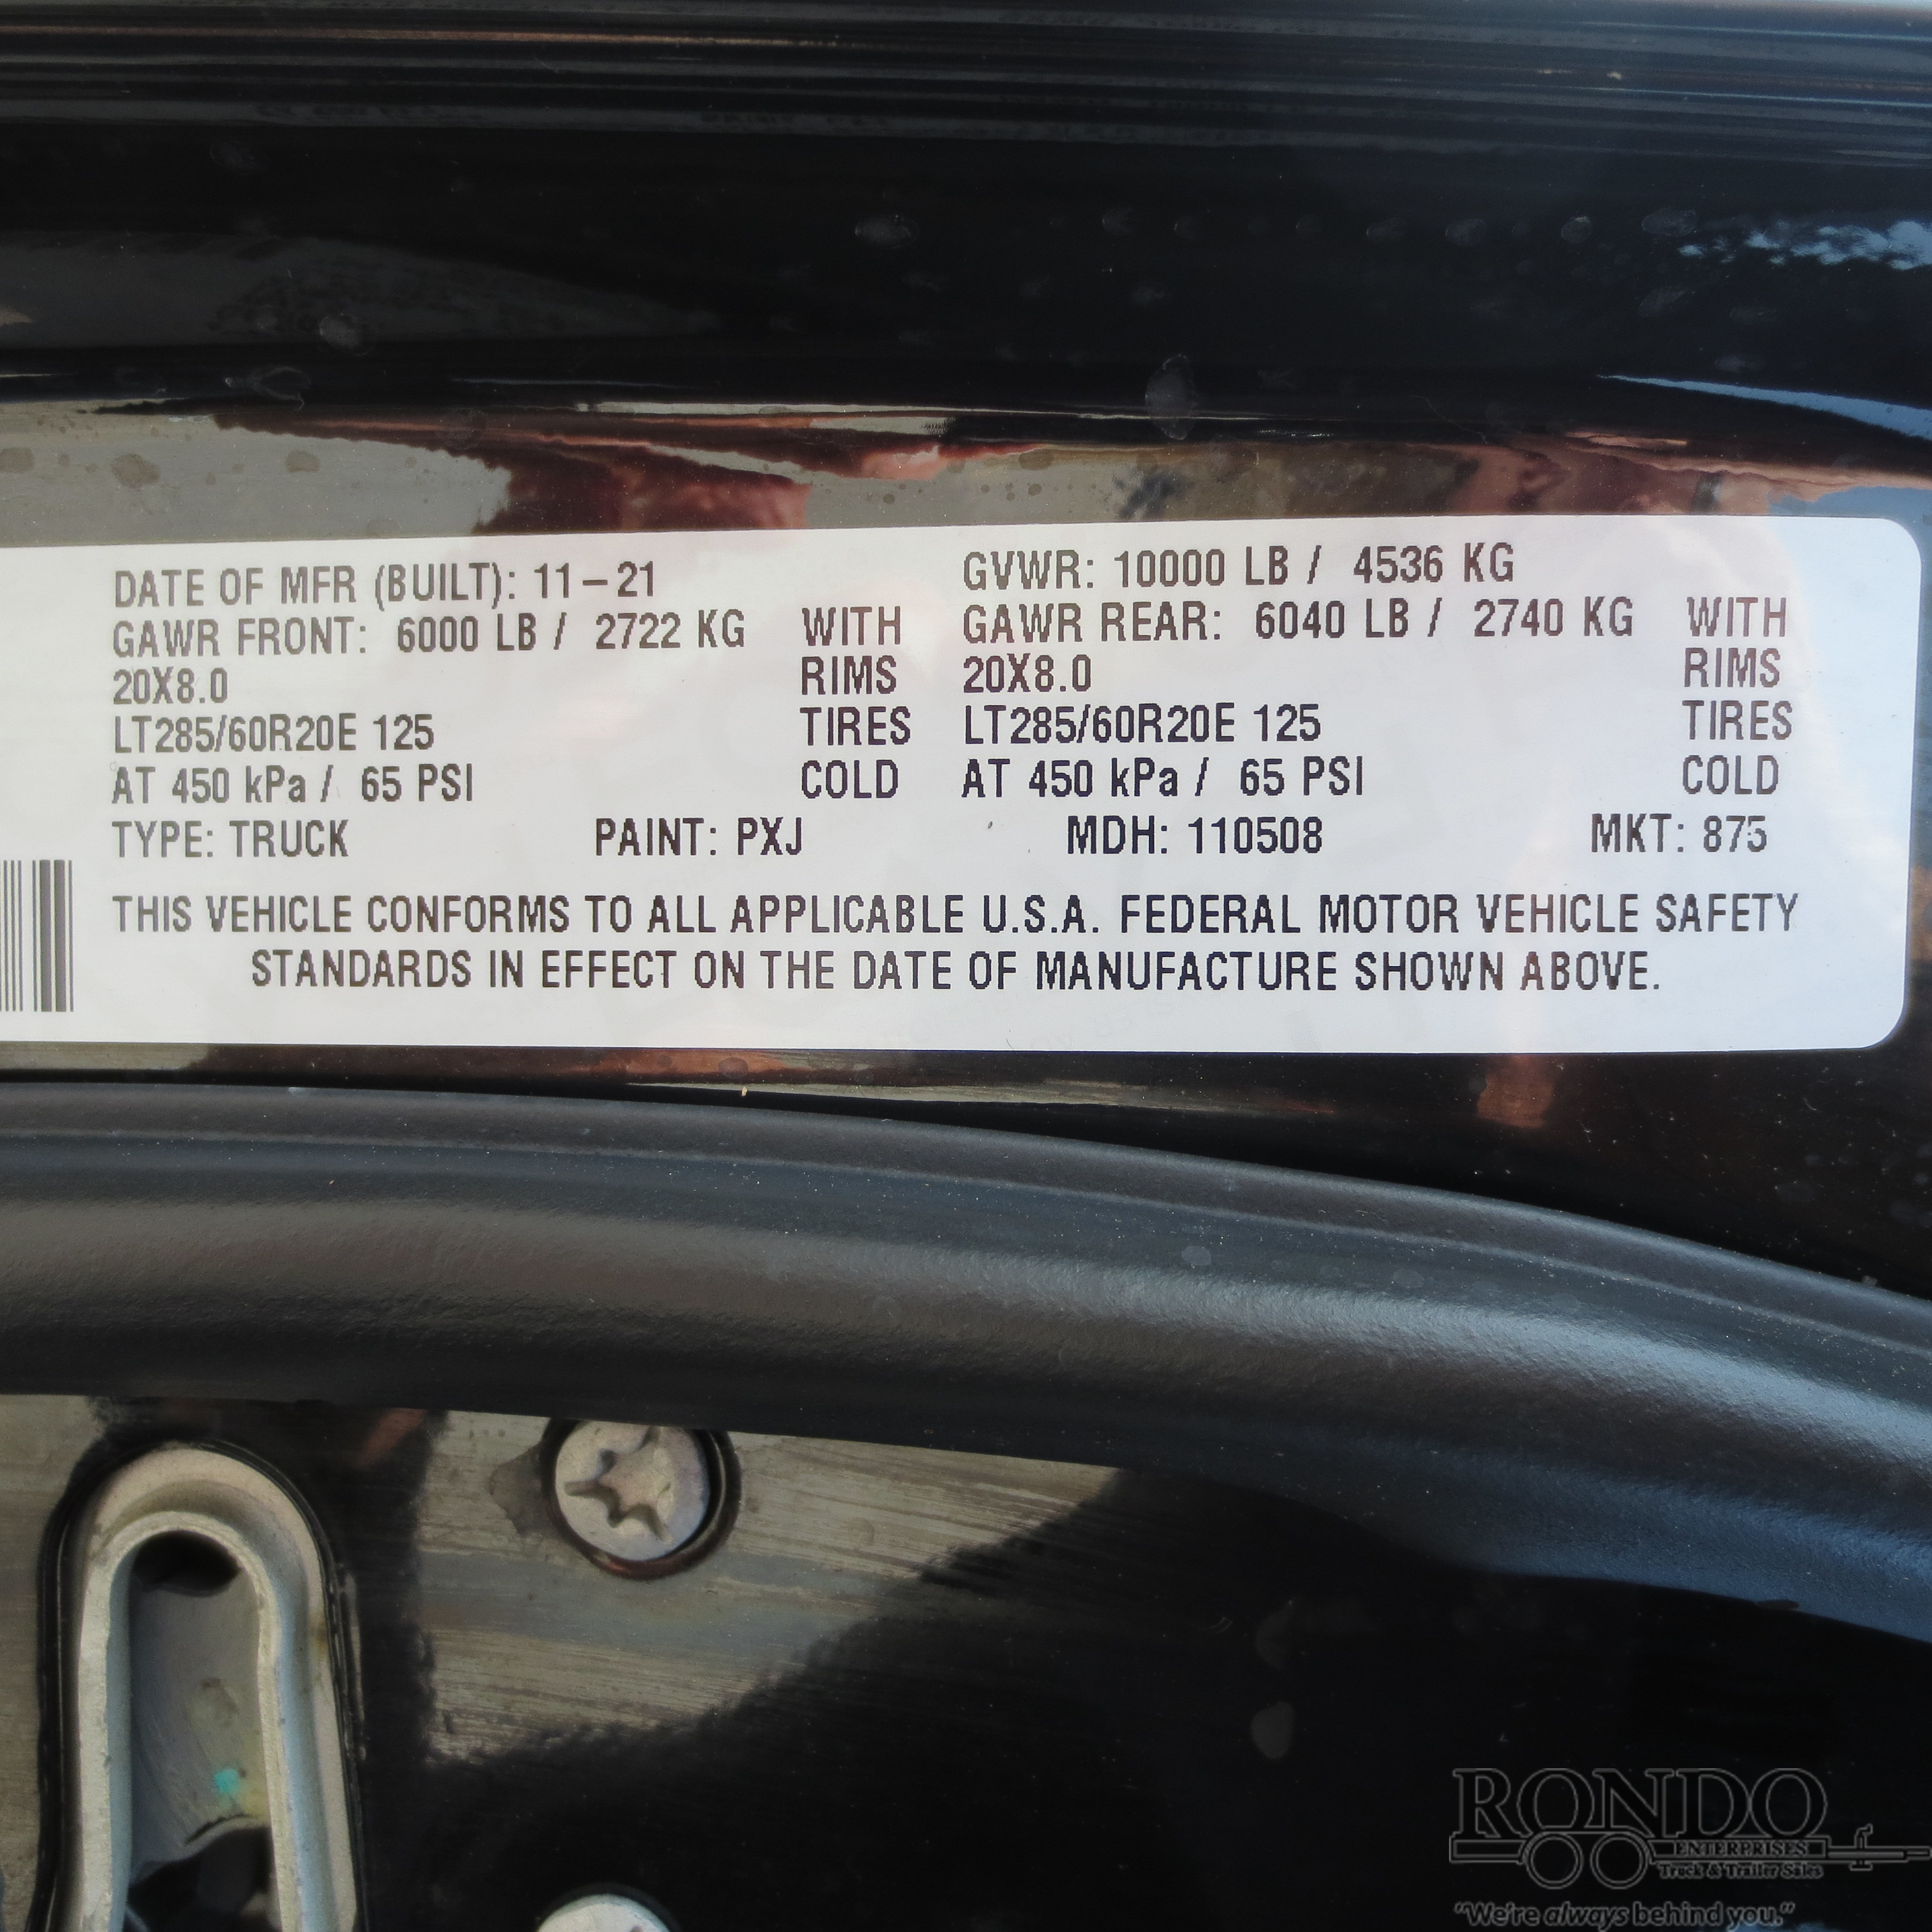 DATE OF MFR (BUILT): 11-21 GVWR: 10000 LB / 4536 KG
GAWR FRONT: 6000 LB / 2722 KG WITH GAWR REAR: 6040 LB / 2740 KG WITH
20X8.0 RIMS 20X8.0 RIMS
LT285/60R20E 125 TIRES LT285/60R20E 125 TIRES
AT 450 kPa / 65 PSI COLD AT 450 kPa / 65 PSI COLD
TYPE: TRUCK PAINT: PXJ MDH: 110508 MKT: 875
THIS VEHICLE CONFORMS TO ALL APPLICABLE U.S.A. FEDERAL MOTOR VEHICLE SAFETY
STANDARDS IN EFFECT ON THE DATE OF MANUFACTURE SHOWN ABOVE.
RONDO
ENTERPRISES
Truck & Trailer Sales
"We're always behind you."